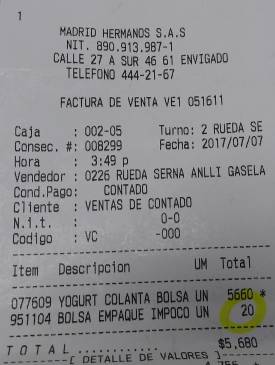 1
MADRID HERMANOS S.A.S
NIT. 890.913.987-1
CALLE 27 A SUR 46 61 ENVIGADO
TELEFONO 444-21-67
FACTURA DE VENTA VE1 051611
Caja : 002-05 Turno: 2 RUEDA SE
Consec. #: 008299 Fecha: 2017/07/07
Hora : 3:49 p
Vendedor : 0226 RUEDA SERNA ANLLI GASELA
Cond.Pago: CONTADO
Cliente : VENTAS DE CONTADO
N.i.t. : 0-0
Codigo : VC -000
Item Descripcion UM Total
077609 YOGURT COLANTA BOLSA UN 5660 *
951104 BOLSA EMPAQUE IMPOCO UN 20
T O T A L ........... $5,680
-----[ DETALLE DE VALORES ]-----